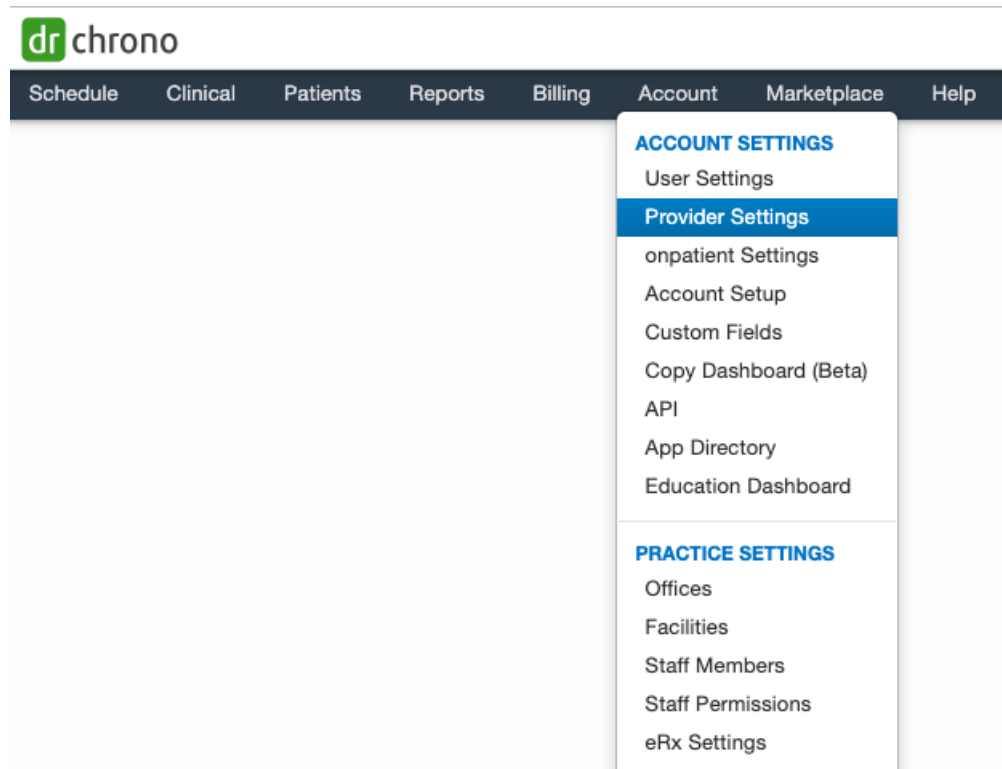 dr chrono
Schedule Clinical Patients Reports Billing Account Marketplace Help
ACCOUNT SETTINGS
User Settings
Provider Settings
onpatient Settings
Account Setup
Custom Fields
Copy Dashboard (Beta)
API
App Directory
Education Dashboard
PRACTICE SETTINGS
Offices
Facilities
Staff Members
Staff Permissions
eRx Settings